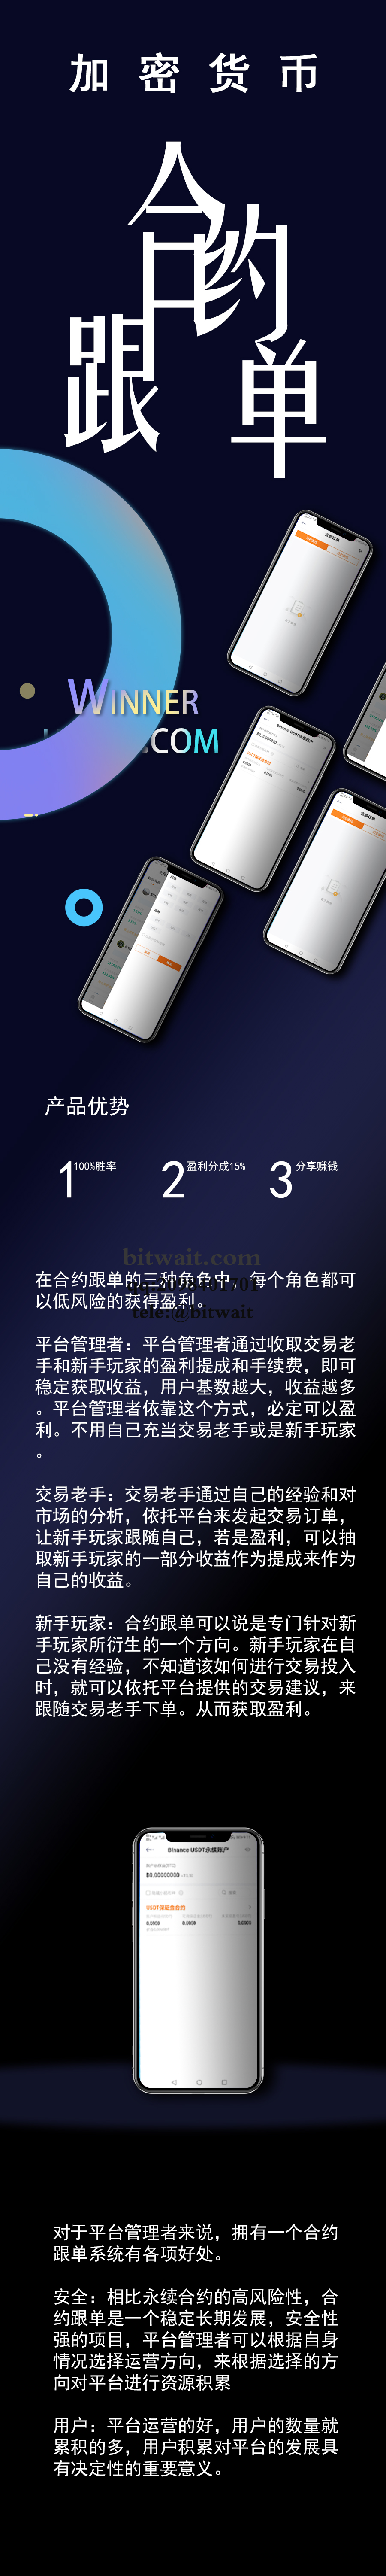 加密货币
合约
跟单
WINNER
.COM
产品优势
1 100%胜率 2 盈利分成15% 3 分享赚钱
bitwait.com
在合约跟单的三种角色中，每个角色都可
以低风险的获得盈利。
tele:@bitwait
平台管理者：平台管理者通过收取交易老
手和新手玩家的盈利提成和手续费，即可
稳定获取收益，用户基数越大，收益越多
。平台管理者依靠这个方式，必定可以盈
利。不用自己充当交易老手或是新手玩家
。
交易老手：交易老手通过自己的经验和对
市场的分析，依托平台来发起交易订单，
让新手玩家跟随自己，若是盈利，可以抽
取新手玩家的一部分收益作为提成来作为
自己的收益。
新手玩家：合约跟单可以说是专门针对新
手玩家所衍生的一个方向。新手玩家在自
己没有经验，不知道该如何进行交易投入
时，就可以依托平台提供的交易建议，来
跟随交易老手下单。从而获取盈利。
Binance USDT永续账户
₿0.00000000
USDT保证金合约
0.0000 0.0000 0.0000
对于平台管理者来说，拥有一个合约
跟单系统有各项好处。
安全：相比永续合约的高风险性，合
约跟单是一个稳定长期发展，安全性
强的项目，平台管理者可以根据自身
情况选择运营方向，来根据选择的方
向对平台进行资源积累
用户：平台运营的好，用户的数量就
累积的多，用户积累对平台的发展具
有决定性的重要意义。